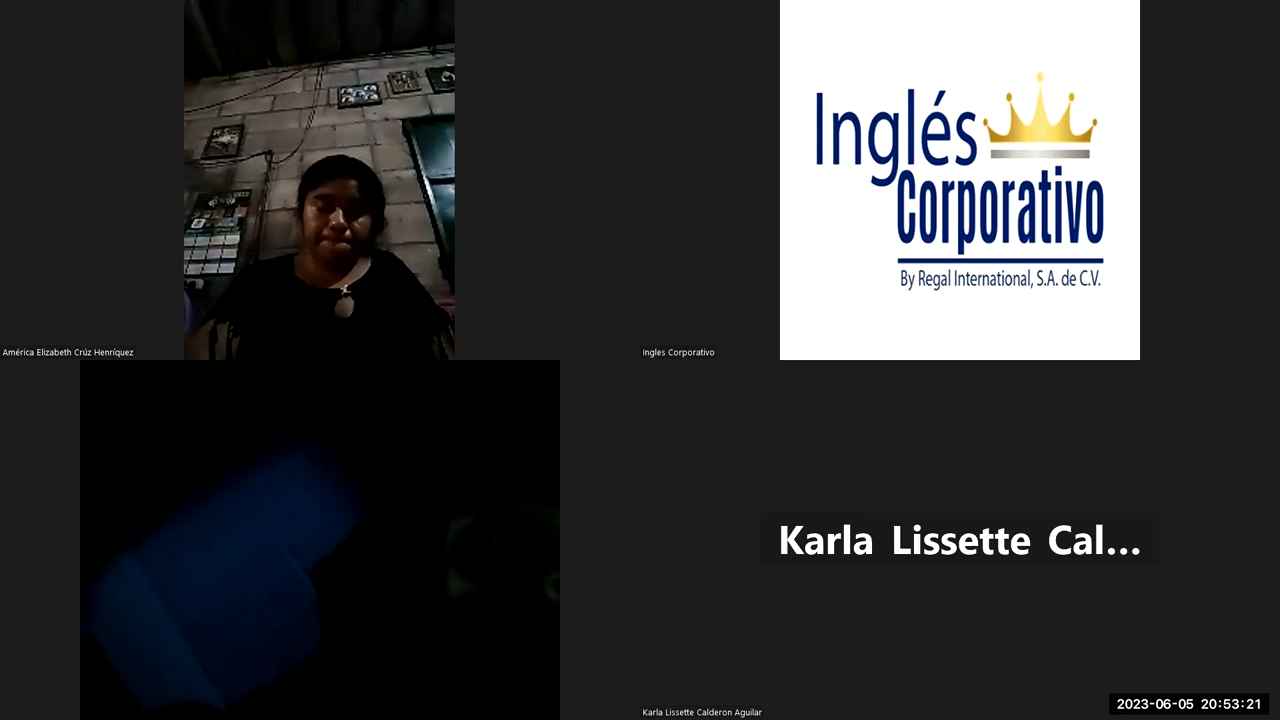 Inglés
Corporativo
By Regal International, S.A. de C.V.
América Elizabeth Crúz Henríquez
Ingles Corporativo
Karla Lissette Cal...
Karla Lissette Calderon Aguilar
2023-06-05 20:53:21